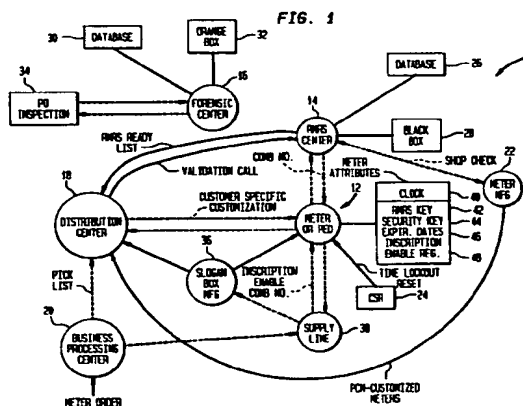 FIG. 1
30
DATABASE
ORANGE
BOX
32
34
PO
INSPECTION
16
FORENSIC
CENTER
DATABASE
26
14
RMRS
CENTER
BLACK
BOX
28
RMRS READY
LIST
VALIDATION CALL
COMB NO.
METER
ATTRIBUTES
SHOP CHECK
22
METER
MFG
18
DISTRIBUTION
CENTER
CUSTOMER SPECIFIC
CUSTOMIZATION
12
METER
OR PED
CLOCK
40
RMRS KEY
42
SECURITY KEY
44
EXPIR. DATES
46
INSCRIPTION
ENABLE REG.
48
36
SLOGAN
BOX MFG
INSCRIPTION
ENABLE
COMB NO.
TIME LOCKOUT
RESET
CSR
24
PICK
LIST
20
BUSINESS
PROCESSING
CENTER
SUPPLY
LINE
38
METER ORDER
PCN-CUSTOMIZED
METERS